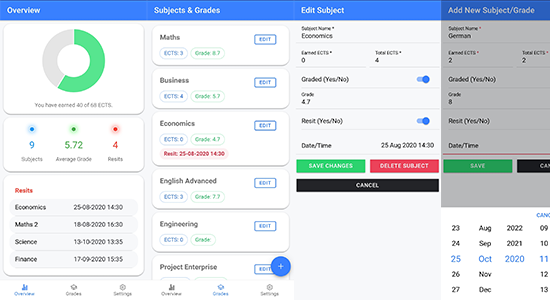 Overview
You have earned 40 of 68 ECTS.
9
Subjects
5.72
Average Grade
4
Resits
Resits
Economics 25-08-2020 14:30
Maths 2 18-08-2020 16:30
Science 13-10-2020 13:35
Finance 17-09-2020 15:35
Overview Grades Settings
Subjects & Grades
Maths EDIT
ECTS: 3 Grade: 8.7
Business EDIT
ECTS: 4 Grade: 5.7
Economics EDIT
ECTS: 0 Grade: 4.7
Resit: 25-08-2020 14:30
English Advanced EDIT
ECTS: 3 Grade: 7.7
Engineering EDIT
ECTS: 0 Grade:
Project Enterprise EDIT
+
Overview Grades Settings
Edit Subject
Subject Name *
Economics
Earned ECTS * Total ECTS *
0 4
Graded (Yes/No)
Grade
4.7
Resit (Yes/No)
Date/Time 25 Aug 2020 14:30
SAVE CHANGES DELETE SUBJECT
CANCEL
Add New Subject/Grade
Subject Name *
German
Earned ECTS * Total ECTS *
2 2
Graded (Yes/No)
Grade
8
Resit (Yes/No)
Date/Time
SAVE CAN
CANC
23 Aug 2022 09
24 Sep 2021 10
25 Oct 2020 11
26 Nov 12
27 Dec 13